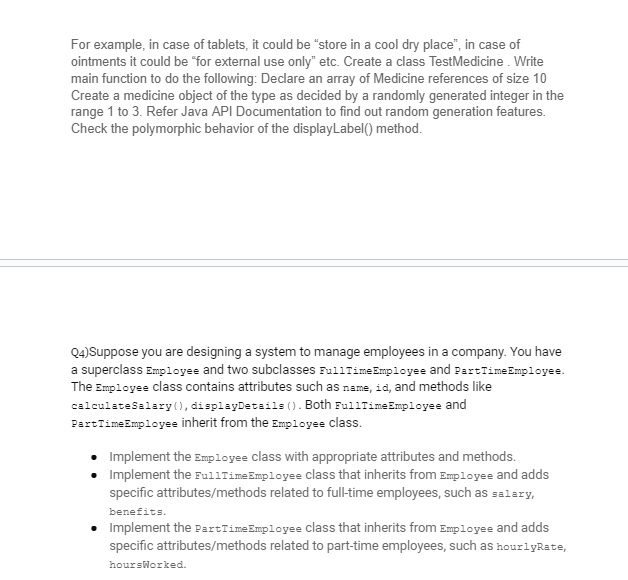 For example, in case of tablets, it could be “store in a cool dry place”, in case of
ointments it could be “for external use only” etc. Create a class TestMedicine . Write
main function to do the following: Declare an array of Medicine references of size 10
Create a medicine object of the type as decided by a randomly generated integer in the
range 1 to 3. Refer Java API Documentation to find out random generation features.
Check the polymorphic behavior of the displayLabel() method.
Q4)Suppose you are designing a system to manage employees in a company. You have
a superclass Employee and two subclasses FullTimeEmployee and PartTimeEmployee.
The Employee class contains attributes such as name, id, and methods like
calculateSalary(), displayDetails(). Both FullTimeEmployee and
PartTimeEmployee inherit from the Employee class.
• Implement the Employee class with appropriate attributes and methods.
• Implement the FullTimeEmployee class that inherits from Employee and adds
specific attributes/methods related to full-time employees, such as salary,
benefits.
• Implement the PartTimeEmployee class that inherits from Employee and adds
specific attributes/methods related to part-time employees, such as hourlyRate,
hoursWorked.